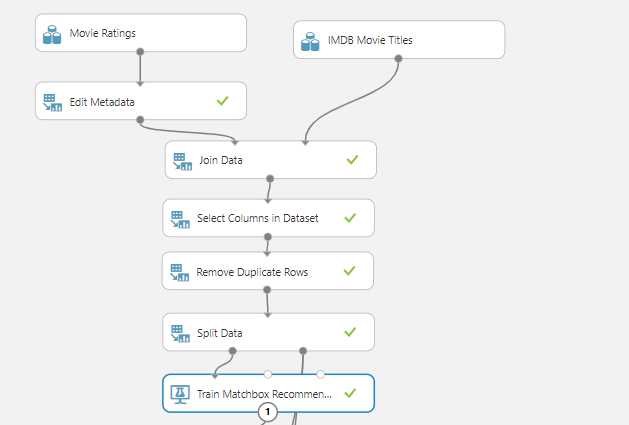 Movie Ratings
IMDB Movie Titles
Edit Metadata
Join Data
Select Columns in Dataset
Remove Duplicate Rows
Split Data
Train Matchbox Recommen...
1